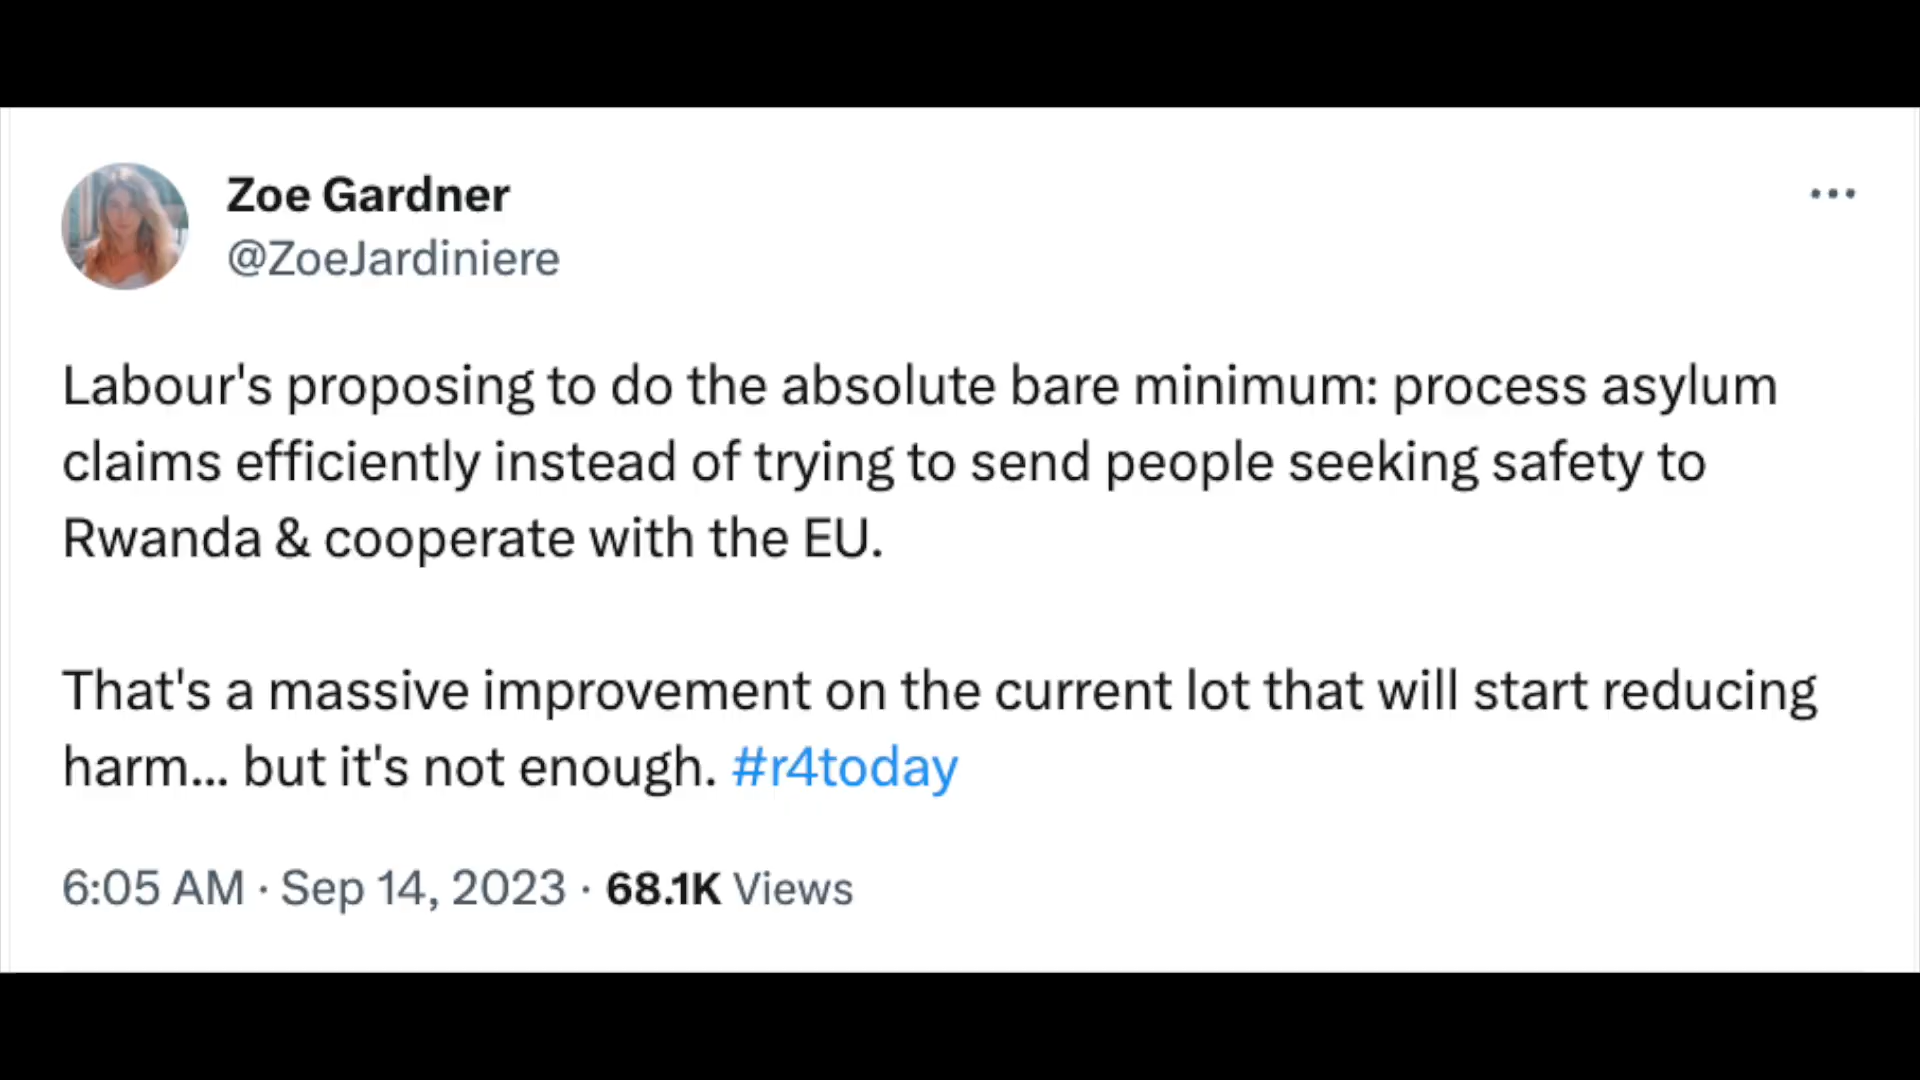 Zoe Gardner
@ZoeJardiniere
Labour's proposing to do the absolute bare minimum: process asylum
claims efficiently instead of trying to send people seeking safety to
Rwanda & cooperate with the EU.
That's a massive improvement on the current lot that will start reducing
harm... but it's not enough. #r4today
6:05 AM · Sep 14, 2023 · 68.1K Views